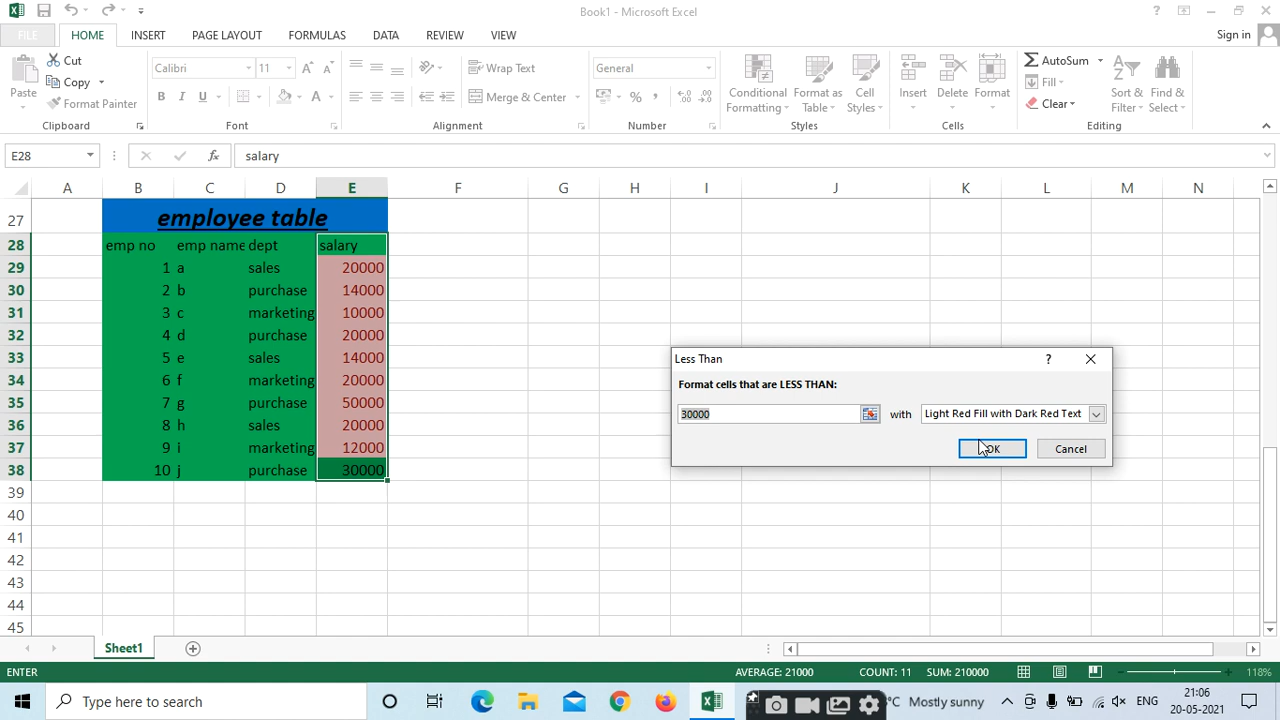 Book1 - Microsoft Excel
?
FILE HOME INSERT PAGE LAYOUT FORMULAS DATA REVIEW VIEW Sign in
Paste
Cut
Copy
Format Painter
Clipboard
Calibri 11
B I U
Font
Wrap Text
Merge & Center
Alignment
General
%
Number
Conditional Formatting
Format as Table
Cell Styles
Styles
Insert
Delete
Format
Cells
AutoSum
Fill
Clear
Sort & Filter
Find & Select
Editing
E28 fx salary
A B C D E F G H I J K L M N
27 employee table
28 emp no emp name dept salary
29 1 a sales 20000
30 2 b purchase 14000
31 3 c marketing 10000
32 4 d purchase 20000
33 5 e sales 14000
34 6 f marketing 20000
35 7 g purchase 50000
36 8 h sales 20000
37 9 i marketing 12000
38 10 j purchase 30000
39
40
41
42
43
44
45
Less Than ?
Format cells that are LESS THAN:
30000 with Light Red Fill with Dark Red Text
OK Cancel
Sheet1
ENTER AVERAGE: 21000 COUNT: 11 SUM: 210000 118%
Type here to search
°C Mostly sunny
ENG
21:06
20-05-2021